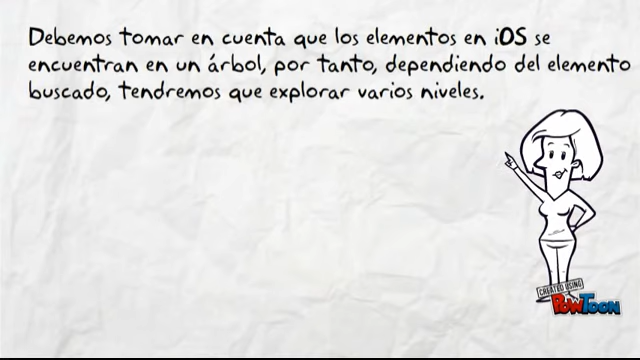 Debemos tomar en cuenta que los elementos en iOS se
encuentran en un árbol, por tanto, dependiendo del elemento
buscado, tendremos que explorar varios niveles.
CREATED USING
POWTOON